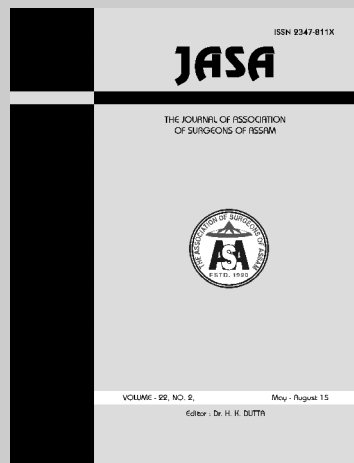 ISSN 2347-811X
JASA
THE JOURNAL OF ASSOCIATION
OF SURGEONS OF ASSAM
THE ASSOCIATION OF SURGEONS OF ASSAM
ASA
ESTD. 1980
VOLUME - 22, NO. 2, May - August 15
Editor : Dr. H. K. DUTTA